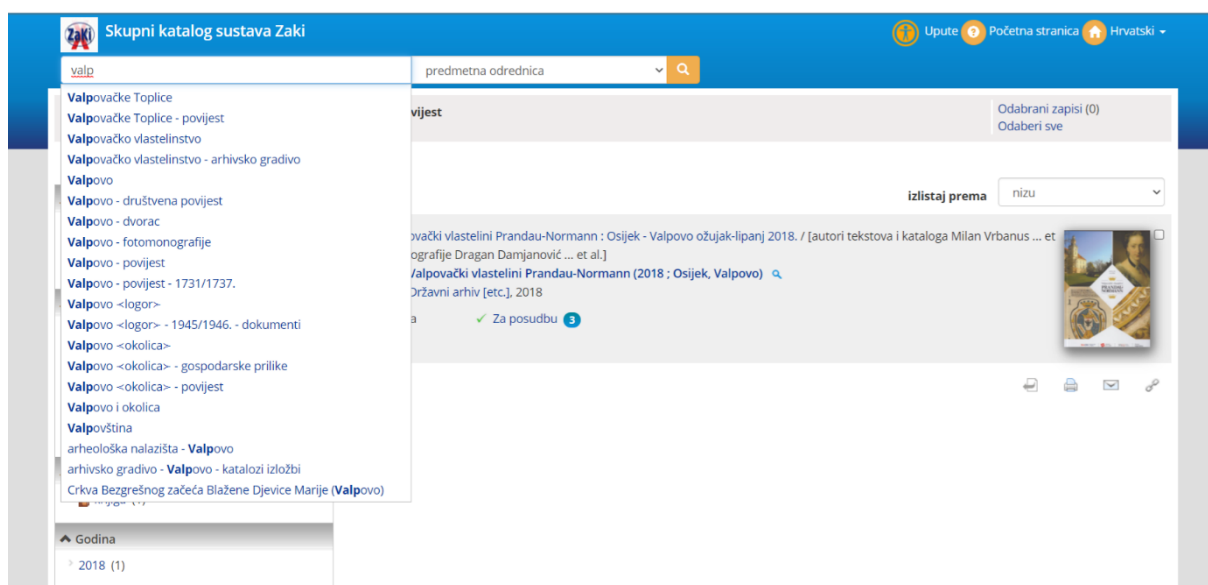 ZaKi
Skupni katalog sustava Zaki
Upute
Početna stranica
Hrvatski
valp
predmetna odrednica
Valpovačke Toplice
Valpovačke Toplice - povijest
Valpovačko vlastelinstvo
Valpovačko vlastelinstvo - arhivsko gradivo
Valpovo
Valpovo - društvena povijest
Valpovo - dvorac
Valpovo - fotomonografije
Valpovo - povijest
Valpovo - povijest - 1731/1737.
Valpovo <logor>
Valpovo <logor> - 1945/1946. - dokumenti
Valpovo <okolica>
Valpovo <okolica> - gospodarske prilike
Valpovo <okolica> - povijest
Valpovo i okolica
Valpovština
arheološka nalazišta - Valpovo
arhivsko gradivo - Valpovo - katalozi izložbi
Crkva Bezgrešnog začeća Blažene Djevice Marije (Valpovo)
vijest
Odabrani zapisi (0)
Odaberi sve
izlistaj prema
nizu
ovački vlastelini Prandau-Normann : Osijek - Valpovo ožujak-lipanj 2018. / [autori tekstova i kataloga Milan Vrbanus ... et
ografije Dragan Damjanović ... et al.]
Valpovački vlastelini Prandau-Normann (2018 ; Osijek, Valpovo)
Državni arhiv [etc.], 2018
a
Za posudbu 3
Godina
2018 (1)